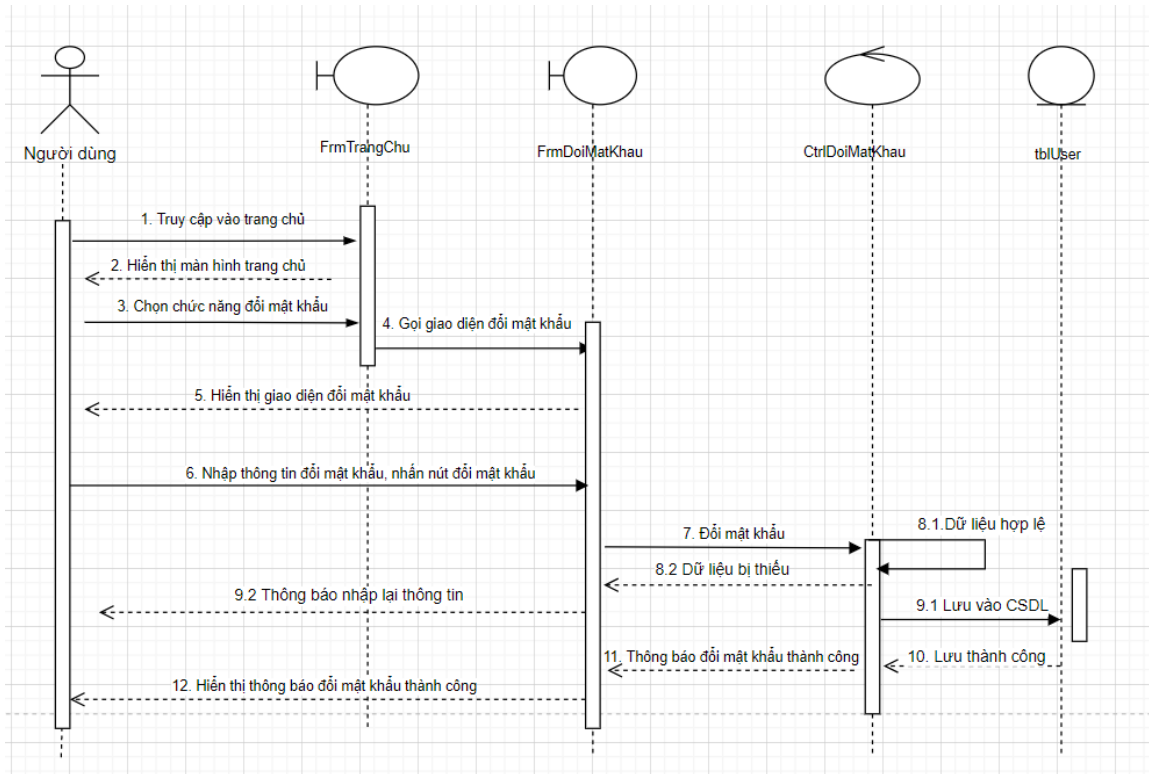 Người dùng
FrmTrangChu
FrmDoiMatKhau
CtrlDoiMatKhau
tblUser
1. Truy cập vào trang chủ
2. Hiển thị màn hình trang chủ
3. Chọn chức năng đổi mật khẩu
4. Gọi giao diện đổi mật khẩu
5. Hiển thị giao diện đổi mật khẩu
6. Nhập thông tin đổi mật khẩu, nhấn nút đổi mật khẩu
7. Đổi mật khẩu
8.1.Dữ liệu hợp lệ
8.2 Dữ liệu bị thiếu
9.2 Thông báo nhập lại thông tin
9.1 Lưu vào CSDL
10. Lưu thành công
11. Thông báo đổi mật khẩu thành công
12. Hiển thị thông báo đổi mật khẩu thành công